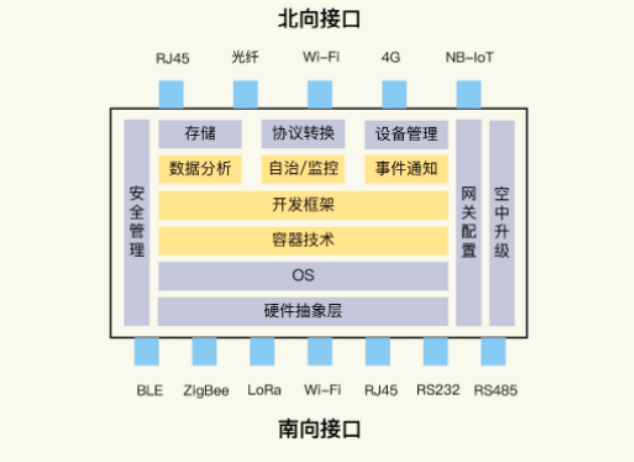 北向接口
RJ45 光纤 Wi-Fi 4G NB-IoT
存储 协议转换 设备管理
数据分析 自治/监控 事件通知
开发框架
容器技术
OS
硬件抽象层
安全管理
网关配置
空中升级
BLE ZigBee LoRa Wi-Fi RJ45 RS232 RS485
南向接口